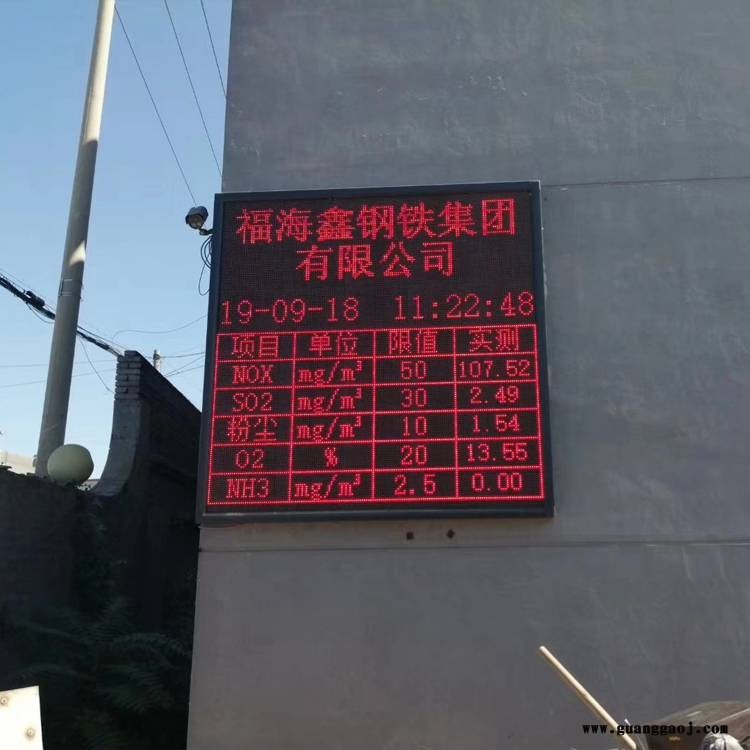 福海鑫钢铁集团
有限公司
19-09-18 11:22:48
项目 单位 限值 实测
NOX mg/m³ 50 107.52
SO2 mg/m³ 30 2.49
粉尘 mg/m³ 10 1.54
O2 % 20 13.55
NH3 mg/m³ 2.5 0.00
www.guanggaoj.com